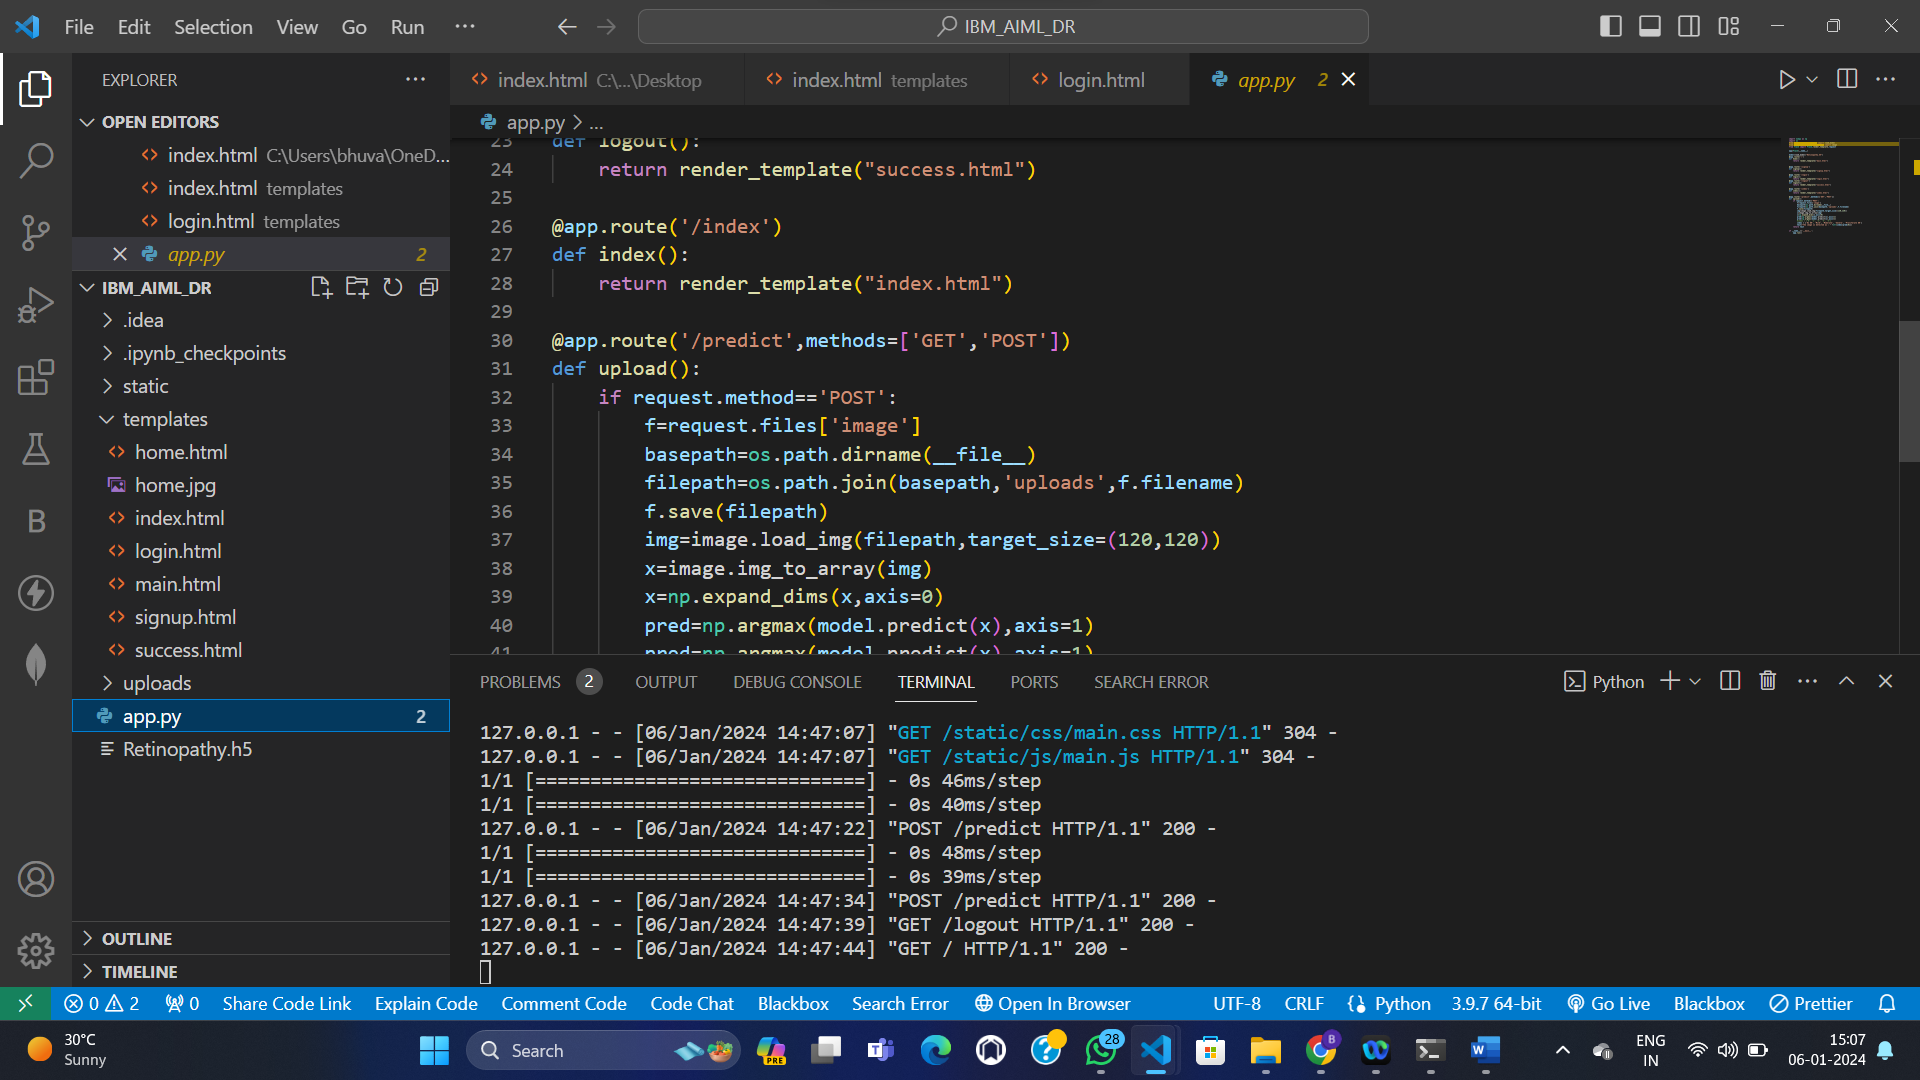 File Edit Selection View Go Run ···
IBM_AIML_DR
EXPLORER ···
OPEN EDITORS
index.html C:\Users\bhuva\OneD...
index.html templates
login.html templates
app.py 2
IBM_AIML_DR
.idea
.ipynb_checkpoints
static
templates
home.html
home.jpg
index.html
login.html
main.html
signup.html
success.html
uploads
app.py 2
Retinopathy.h5
OUTLINE
TIMELINE
B
index.html C:\...\Desktop
index.html templates
login.html
app.py 2
app.py > ...
23 def logout():
24 return render_template("success.html")
25
26 @app.route('/index')
27 def index():
28 return render_template("index.html")
29
30 @app.route('/predict',methods=['GET','POST'])
31 def upload():
32 if request.method=='POST':
33 f=request.files['image']
34 basepath=os.path.dirname(__file__)
35 filepath=os.path.join(basepath,'uploads',f.filename)
36 f.save(filepath)
37 img=image.load_img(filepath,target_size=(120,120))
38 x=image.img_to_array(img)
39 x=np.expand_dims(x,axis=0)
40 pred=np.argmax(model.predict(x),axis=1)
41 pred=np.argmax(model.predict(x),axis=1)
PROBLEMS 2 OUTPUT DEBUG CONSOLE TERMINAL PORTS SEARCH ERROR Python
127.0.0.1 - - [06/Jan/2024 14:47:07] "GET /static/css/main.css HTTP/1.1" 304 -
127.0.0.1 - - [06/Jan/2024 14:47:07] "GET /static/js/main.js HTTP/1.1" 304 -
1/1 [==============================] - 0s 46ms/step
1/1 [==============================] - 0s 40ms/step
127.0.0.1 - - [06/Jan/2024 14:47:22] "POST /predict HTTP/1.1" 200 -
1/1 [==============================] - 0s 48ms/step
1/1 [==============================] - 0s 39ms/step
127.0.0.1 - - [06/Jan/2024 14:47:34] "POST /predict HTTP/1.1" 200 -
127.0.0.1 - - [06/Jan/2024 14:47:39] "GET /logout HTTP/1.1" 200 -
127.0.0.1 - - [06/Jan/2024 14:47:44] "GET / HTTP/1.1" 200 -
0 2 0 Share Code Link Explain Code Comment Code Code Chat Blackbox Search Error Open In Browser UTF-8 CRLF Python 3.9.7 64-bit Go Live Blackbox Prettier
30°C
Sunny
Search
PRE
28
B
ENG
IN
15:07
06-01-2024